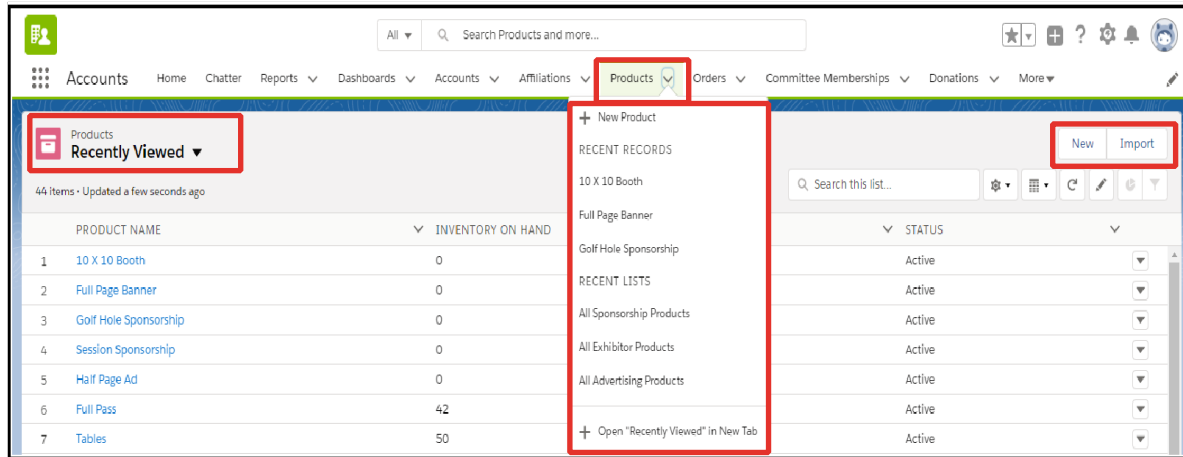 All Search Products and more...
Accounts Home Chatter Reports Dashboards Accounts Affiliations Products Orders Committee Memberships Donations More
Products
Recently Viewed
New Import
44 items • Updated a few seconds ago
Search this list...
+ New Product
RECENT RECORDS
10 X 10 Booth
Full Page Banner
Golf Hole Sponsorship
RECENT LISTS
All Sponsorship Products
All Exhibitor Products
All Advertising Products
+ Open "Recently Viewed" in New Tab
PRODUCT NAME INVENTORY ON HAND STATUS
1 10 X 10 Booth 0 Active
2 Full Page Banner 0 Active
3 Golf Hole Sponsorship 0 Active
4 Session Sponsorship 0 Active
5 Half Page Ad 0 Active
6 Full Pass 42 Active
7 Tables 50 Active